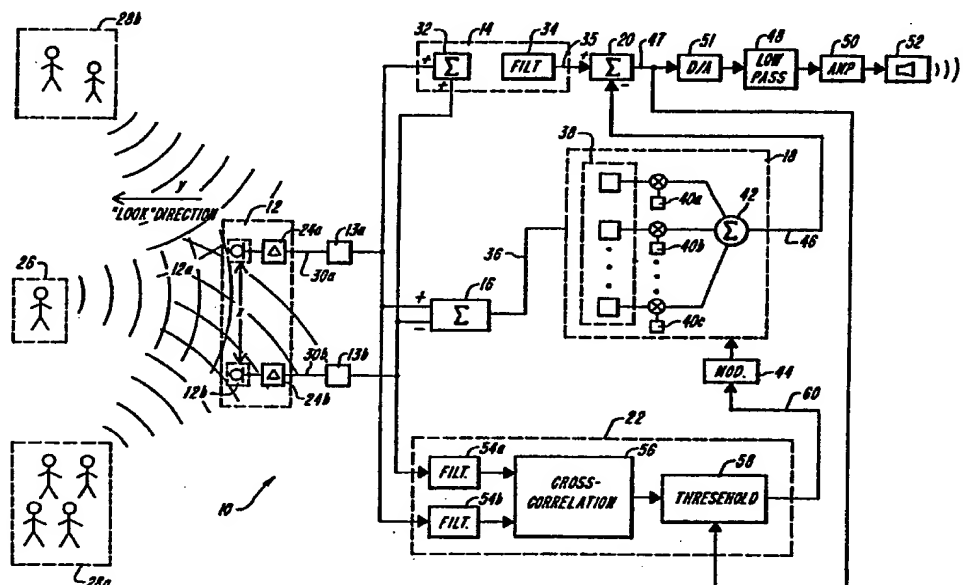 28b
32
14
34
35
20
47
51
48
50
52
+
Σ
+
FILT
+
Σ
-
D/A
LOW
PASS
AMP
38
18
y
"LOOK" DIRECTION
12
24a
13a
40a
42
Δ
30a
Σ
36
40b
46
26
12a
16
+
Σ
-
40c
30b
13b
Δ
MOD.
44
12b
24b
60
22
54a
56
58
FILT.
CROSS-
CORRELATION
THRESHOLD
54b
FILT.
10
28a